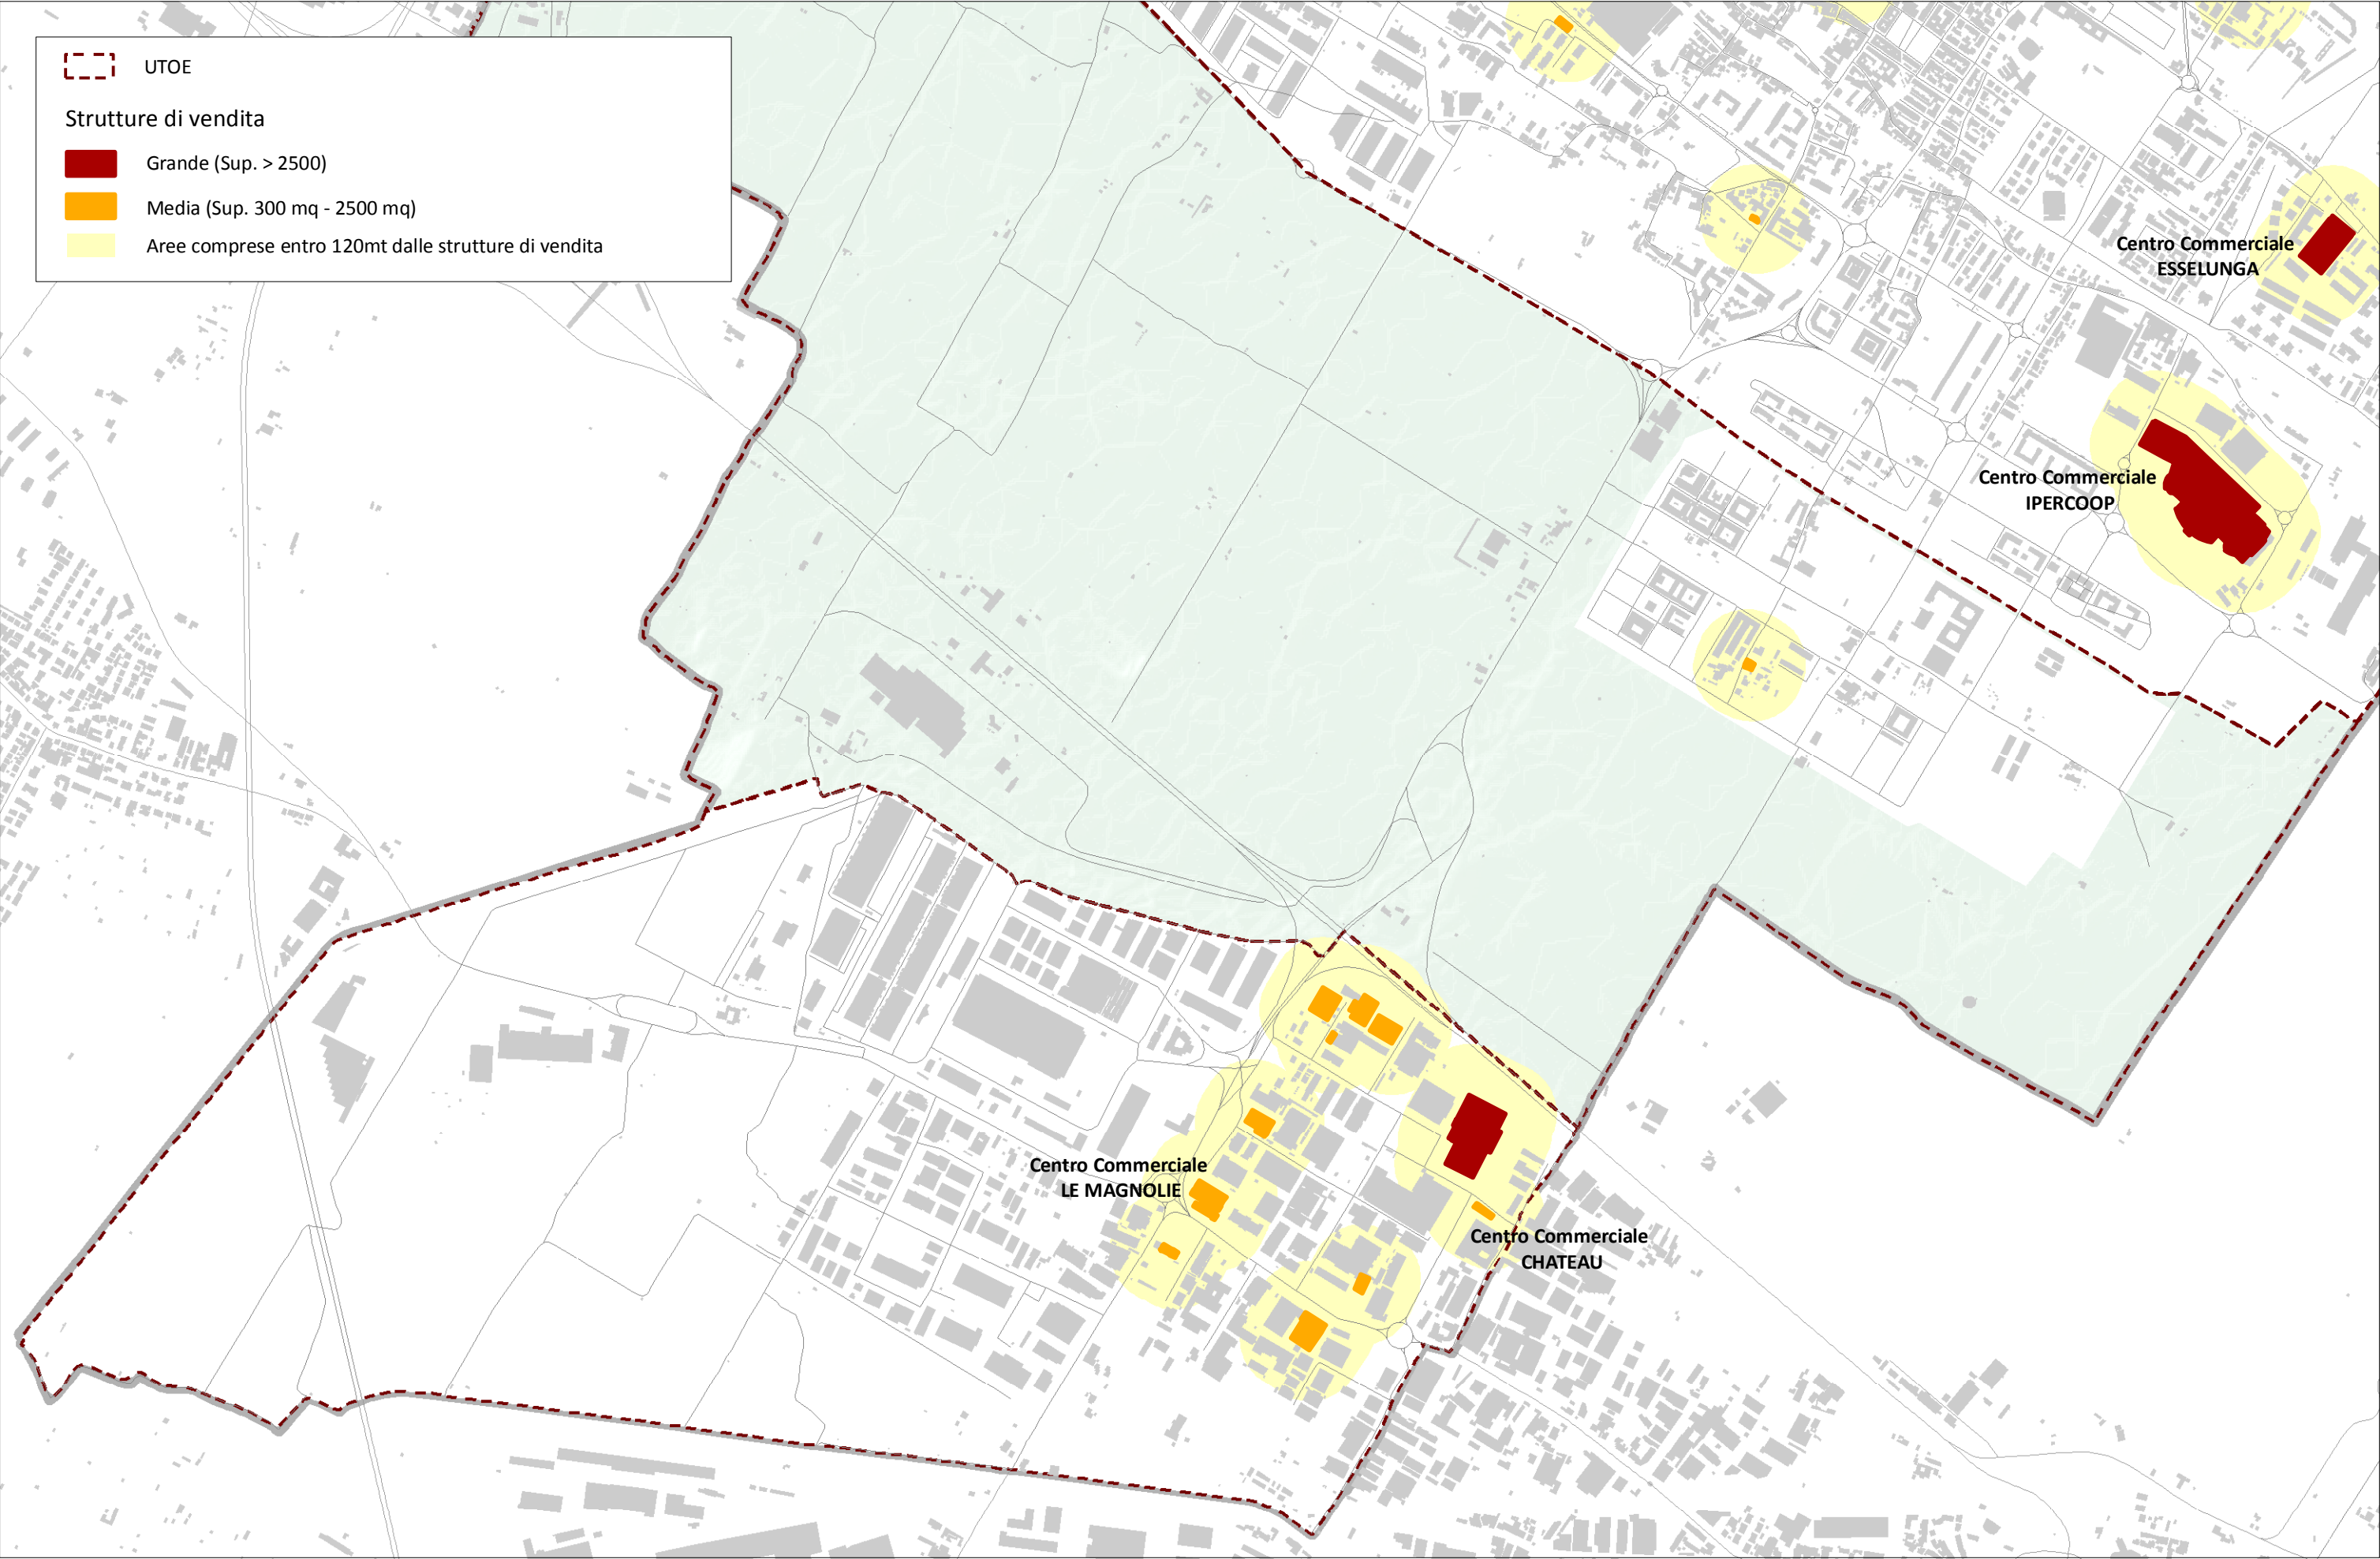 UTOE
Strutture di vendita
Grande (Sup. > 2500)
Media (Sup. 300 mq - 2500 mq)
Aree comprese entro 120mt dalle strutture di vendita
Centro Commerciale
ESSELUNGA
Centro Commerciale
IPERCOOP
Centro Commerciale
LE MAGNOLIE
Centro Commerciale
CHATEAU